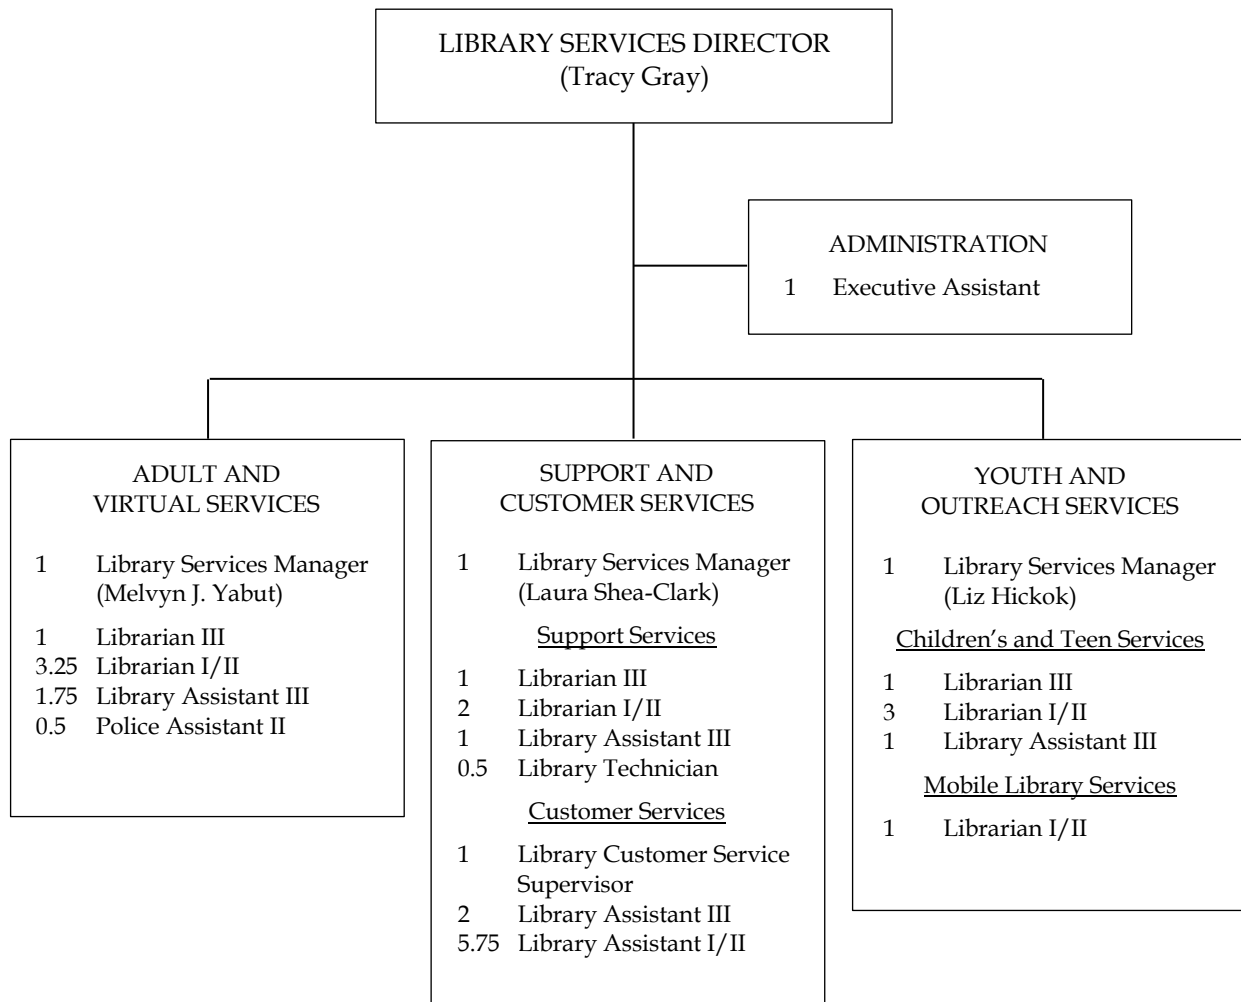 LIBRARY SERVICES DIRECTOR
(Tracy Gray)
ADMINISTRATION
1 Executive Assistant
ADULT AND
VIRTUAL SERVICES
1 Library Services Manager
(Melvyn J. Yabut)
1 Librarian III
3.25 Librarian I/II
1.75 Library Assistant III
0.5 Police Assistant II
SUPPORT AND
CUSTOMER SERVICES
1 Library Services Manager
(Laura Shea-Clark)
Support Services
1 Librarian III
2 Librarian I/II
1 Library Assistant III
0.5 Library Technician
Customer Services
1 Library Customer Service
Supervisor
2 Library Assistant III
5.75 Library Assistant I/II
YOUTH AND
OUTREACH SERVICES
1 Library Services Manager
(Liz Hickok)
Children’s and Teen Services
1 Librarian III
3 Librarian I/II
1 Library Assistant III
Mobile Library Services
1 Librarian I/II